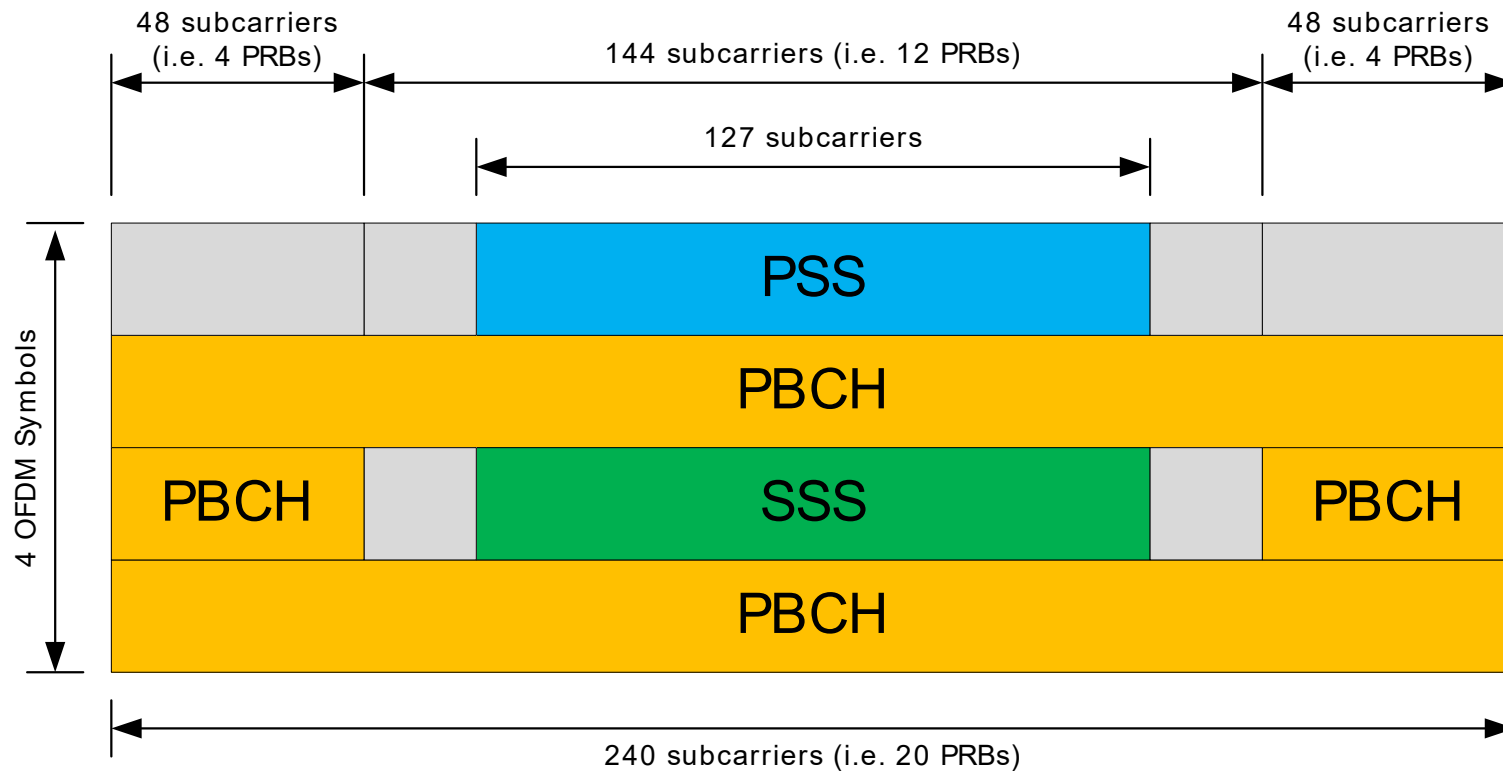 48 subcarriers
(i.e. 4 PRBs)
144 subcarriers (i.e. 12 PRBs)
48 subcarriers
(i.e. 4 PRBs)
127 subcarriers
4 OFDM Symbols
PSS
PBCH
PBCH
SSS
PBCH
PBCH
240 subcarriers (i.e. 20 PRBs)